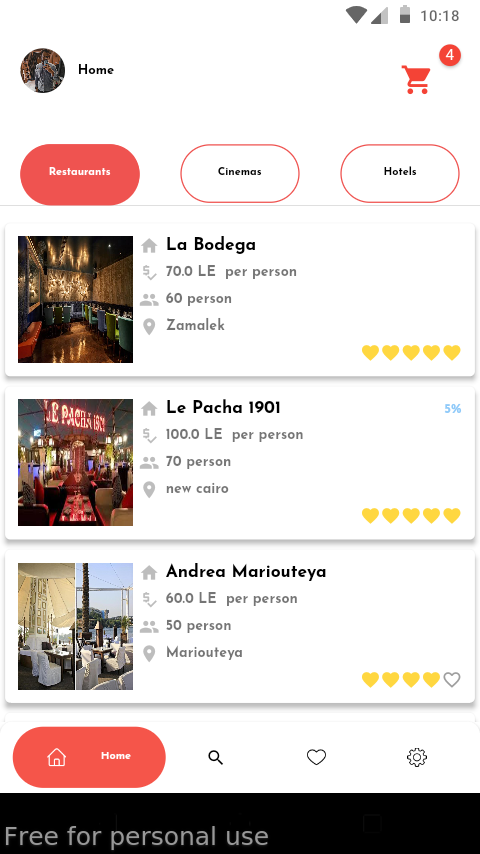 10:18
Home
4
Restaurants
Cinemas
Hotels
La Bodega
70.0 LE per person
60 person
Zamalek
LE PACHA 1901
Le Pacha 1901
5%
100.0 LE per person
70 person
new cairo
Andrea Mariouteya
60.0 LE per person
50 person
Mariouteya
Home
Free for personal use